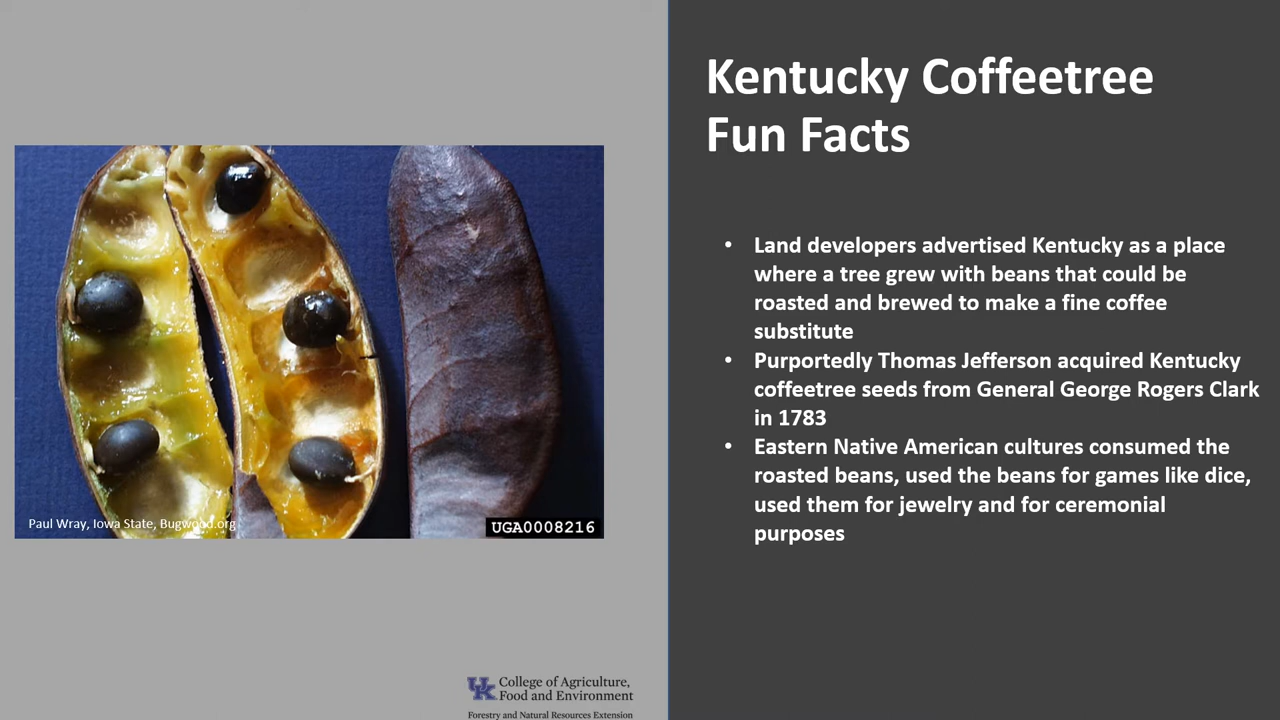 Kentucky Coffeetree
Fun Facts
• Land developers advertised Kentucky as a place
where a tree grew with beans that could be
roasted and brewed to make a fine coffee
substitute
• Purportedly Thomas Jefferson acquired Kentucky
coffeetree seeds from General George Rogers Clark
in 1783
• Eastern Native American cultures consumed the
roasted beans, used the beans for games like dice,
used them for jewelry and for ceremonial
purposes
Paul Wray, Iowa State, Bugwood.org
UGA0008216
UK College of Agriculture,
Food and Environment
Forestry and Natural Resources Extension